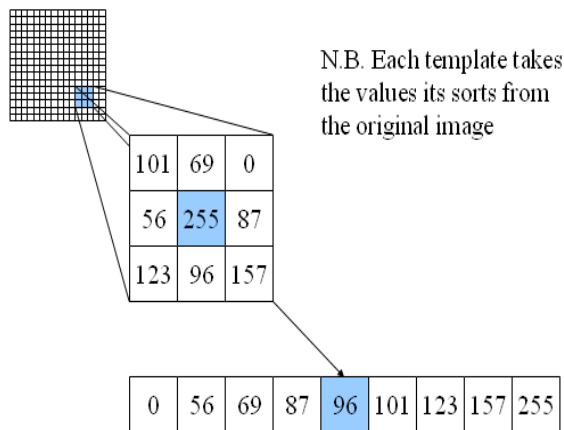 N.B. Each template takes
the values its sorts from
the original image
101 69 0
56 255 87
123 96 157
0 56 69 87 96 101 123 157 255